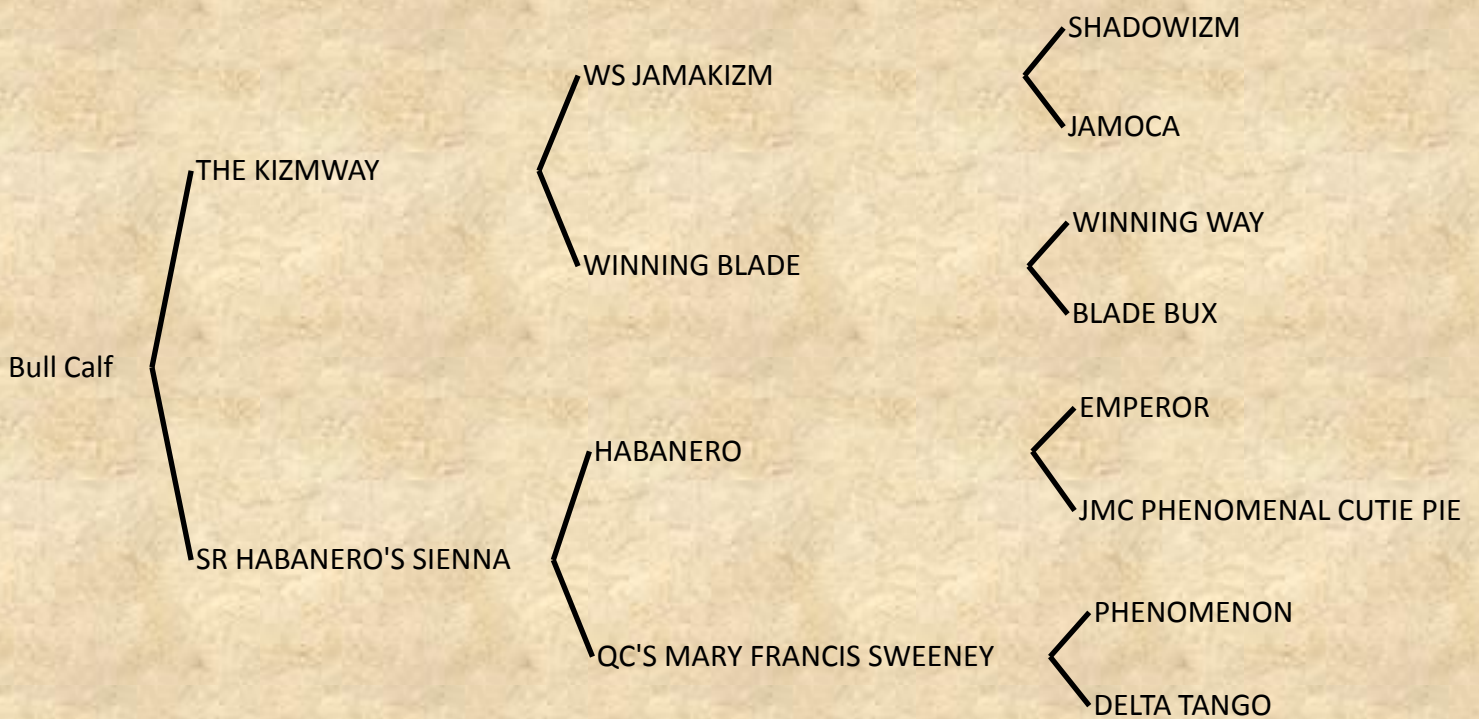 SHADOWIZM
WS JAMAKIZM
JAMOCA
THE KIZMWAY
WINNING WAY
WINNING BLADE
BLADE BUX
Bull Calf
EMPEROR
HABANERO
JMC PHENOMENAL CUTIE PIE
SR HABANERO'S SIENNA
PHENOMENON
QC'S MARY FRANCIS SWEENEY
DELTA TANGO